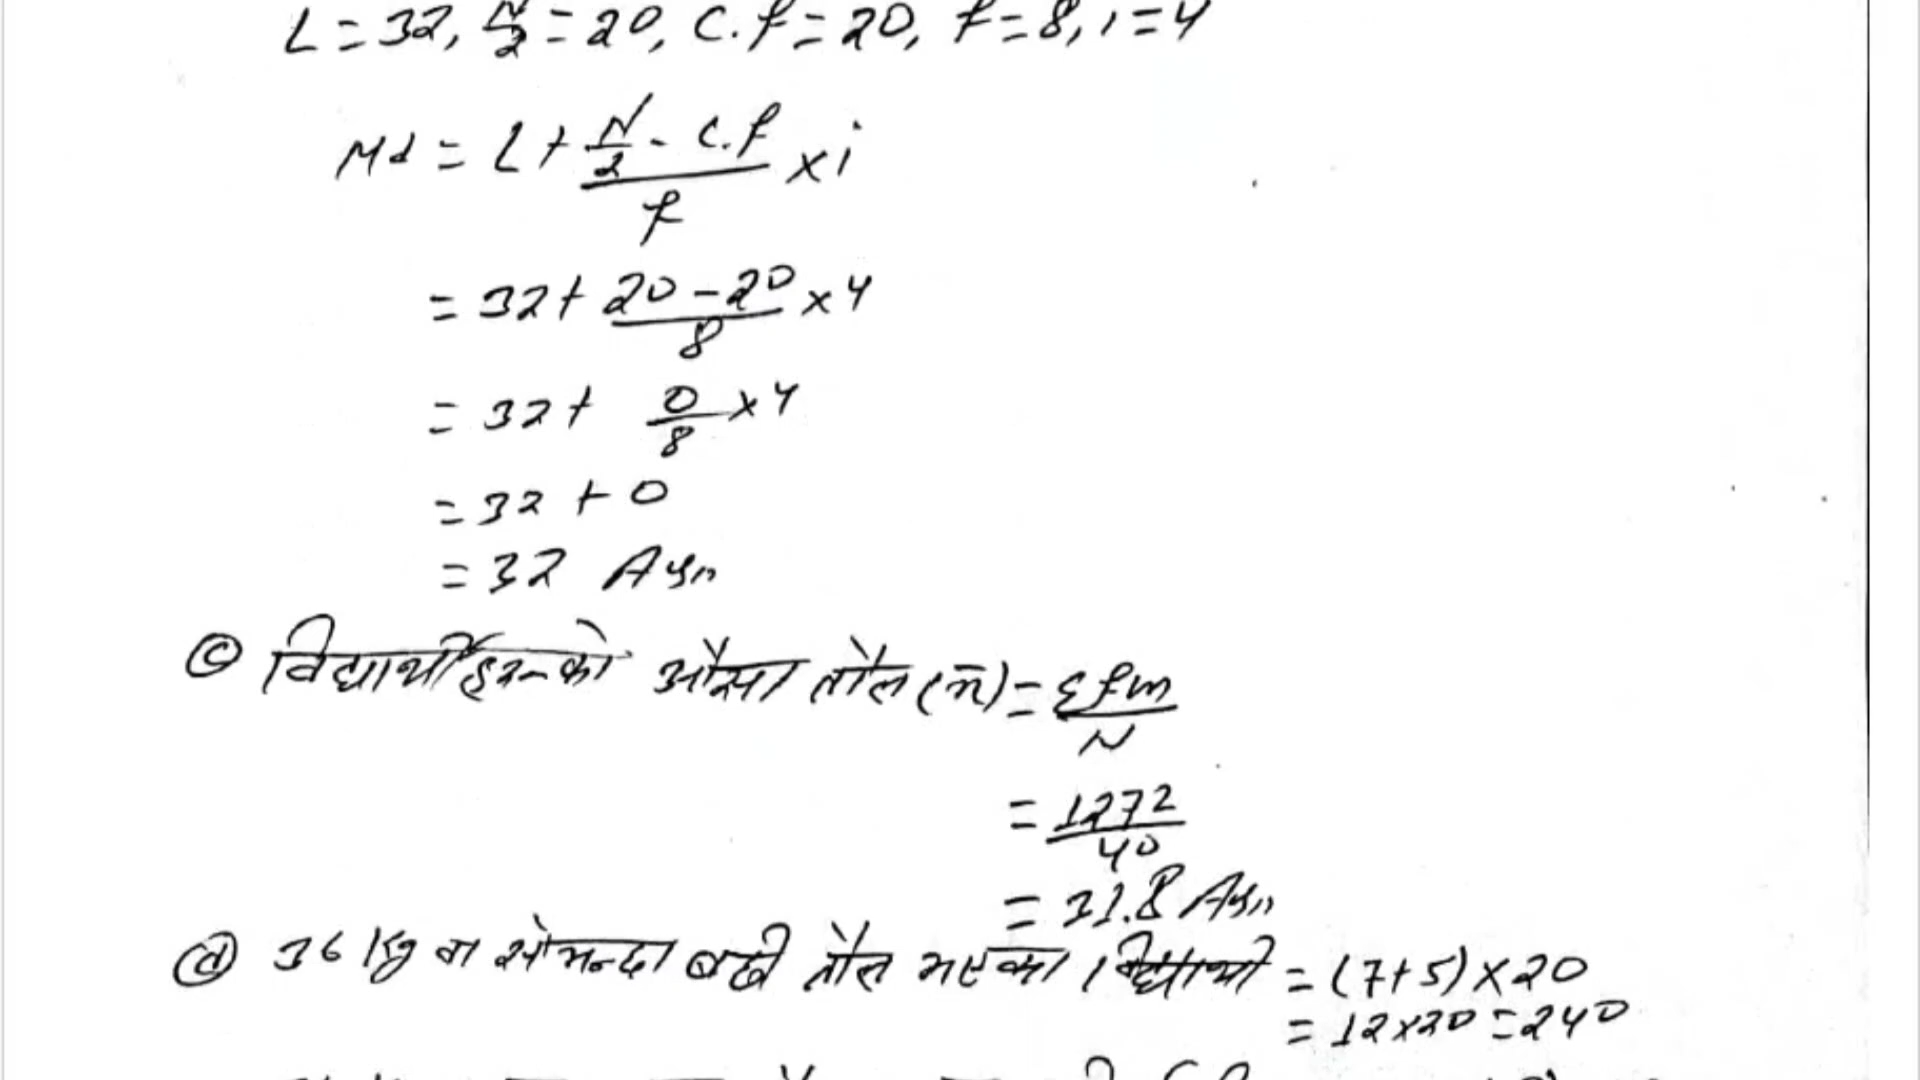 L = 32, N/2 = 20, C.f = 20, f = 8, i = 4
Md = L + (N/2 - C.f)/f × i
= 32 + (20 - 20)/8 × 4
= 32 + 0/8 × 4
= 32 + 0
= 32 Ans
ⓒ विद्यार्थीहरूको औसत तौल (x̄) = Σfm/N
= 1272/40
= 31.8 Ans
ⓓ 36 kg वा सोभन्दा बढी तौल भएका विद्यार्थी = (7+5) × 20
= 12×20 = 240